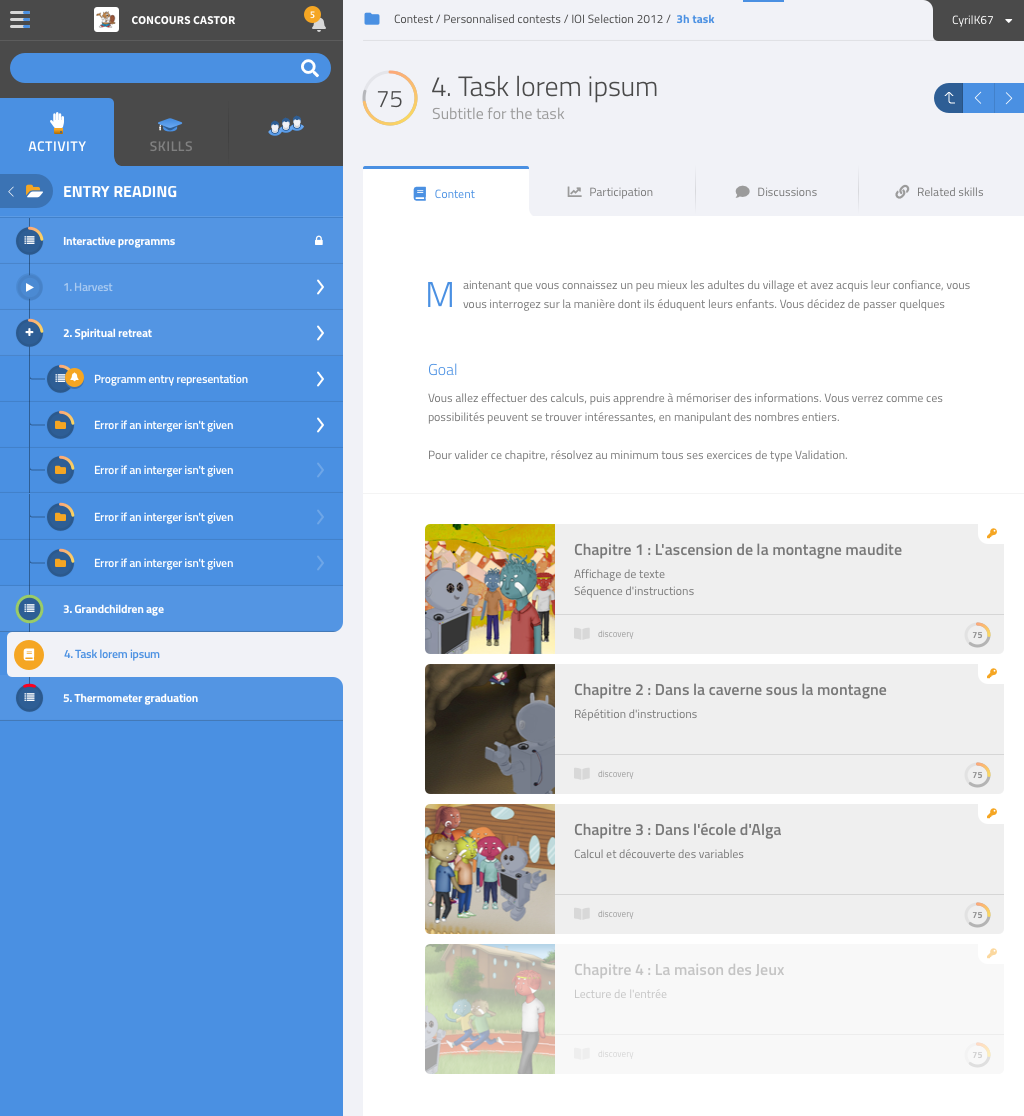 CONCOURS CASTOR
5
ACTIVITY
SKILLS
ENTRY READING
Interactive programms
1. Harvest
2. Spiritual retreat
Programm entry representation
Error if an interger isn't given
Error if an interger isn't given
Error if an interger isn't given
Error if an interger isn't given
3. Grandchildren age
4. Task lorem ipsum
5. Thermometer graduation
Contest / Personnalised contests / IOI Selection 2012 / 3h task
CyrilK67
75
4. Task lorem ipsum
Subtitle for the task
Content
Participation
Discussions
Related skills
Maintenant que vous connaissez un peu mieux les adultes du village et avez acquis leur confiance, vous
vous interrogez sur la manière dont ils éduquent leurs enfants. Vous décidez de passer quelques
Goal
Vous allez effectuer des calculs, puis apprendre à mémoriser des informations. Vous verrez comme ces
possibilités peuvent se trouver intéressantes, en manipulant des nombres entiers.
Pour valider ce chapitre, résolvez au minimum tous ses exercices de type Validation.
Chapitre 1 : L'ascension de la montagne maudite
Affichage de texte
Séquence d'instructions
discovery
75
Chapitre 2 : Dans la caverne sous la montagne
Répétition d'instructions
discovery
75
Chapitre 3 : Dans l'école d'Alga
Calcul et découverte des variables
discovery
75
Chapitre 4 : La maison des Jeux
Lecture de l'entrée
discovery
75